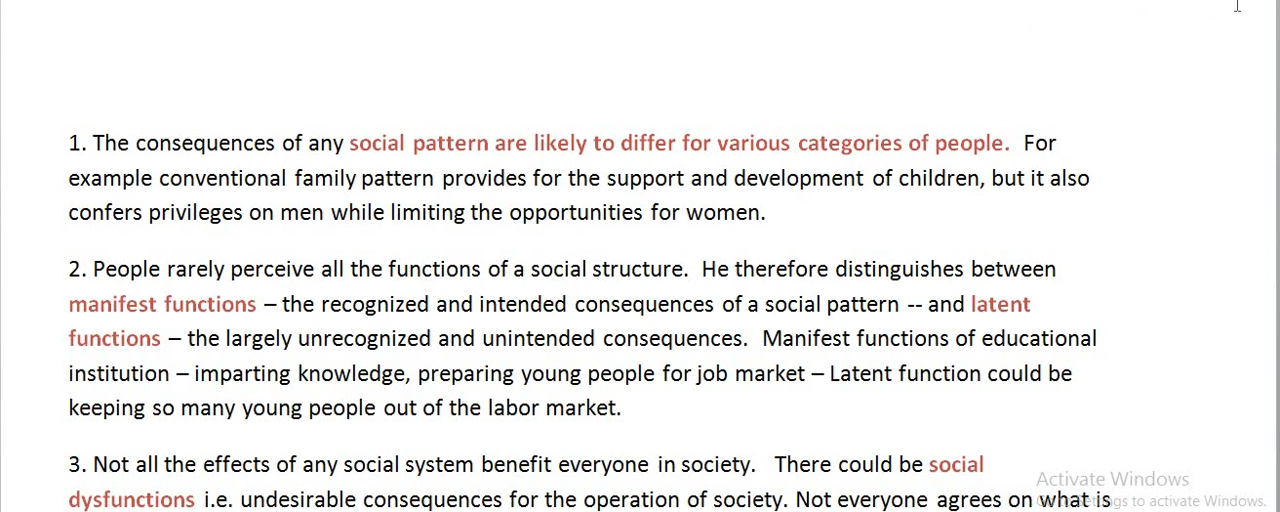 1. The consequences of any social pattern are likely to differ for various categories of people. For
example conventional family pattern provides for the support and development of children, but it also
confers privileges on men while limiting the opportunities for women.
2. People rarely perceive all the functions of a social structure. He therefore distinguishes between
manifest functions – the recognized and intended consequences of a social pattern -- and latent
functions – the largely unrecognized and unintended consequences. Manifest functions of educational
institution – imparting knowledge, preparing young people for job market – Latent function could be
keeping so many young people out of the labor market.
3. Not all the effects of any social system benefit everyone in society. There could be social
dysfunctions i.e. undesirable consequences for the operation of society. Not everyone agrees on what is
Activate Windows
to activate Windows.